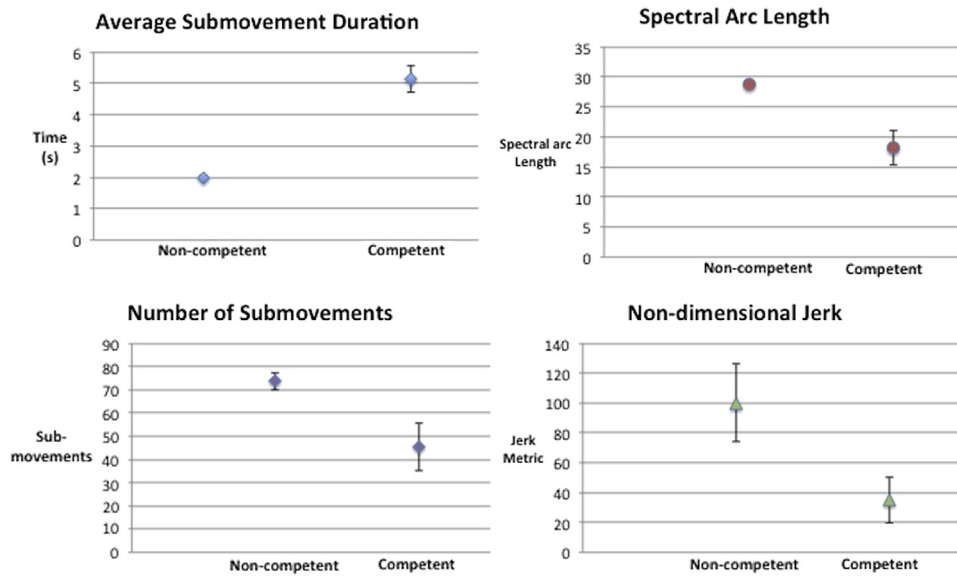 Average Submovement Duration
6
5
4
3
2
1
0
Time
(s)
Non-competent
Competent
Spectral Arc Length
35
30
25
20
15
10
5
0
Spectral arc
Length
Non-competent
Competent
Number of Submovements
90
80
70
60
50
40
30
20
10
0
Sub-
movements
Non-competent
Competent
Non-dimensional Jerk
140
120
100
80
60
40
20
0
Jerk
Metric
Non-competent
Competent